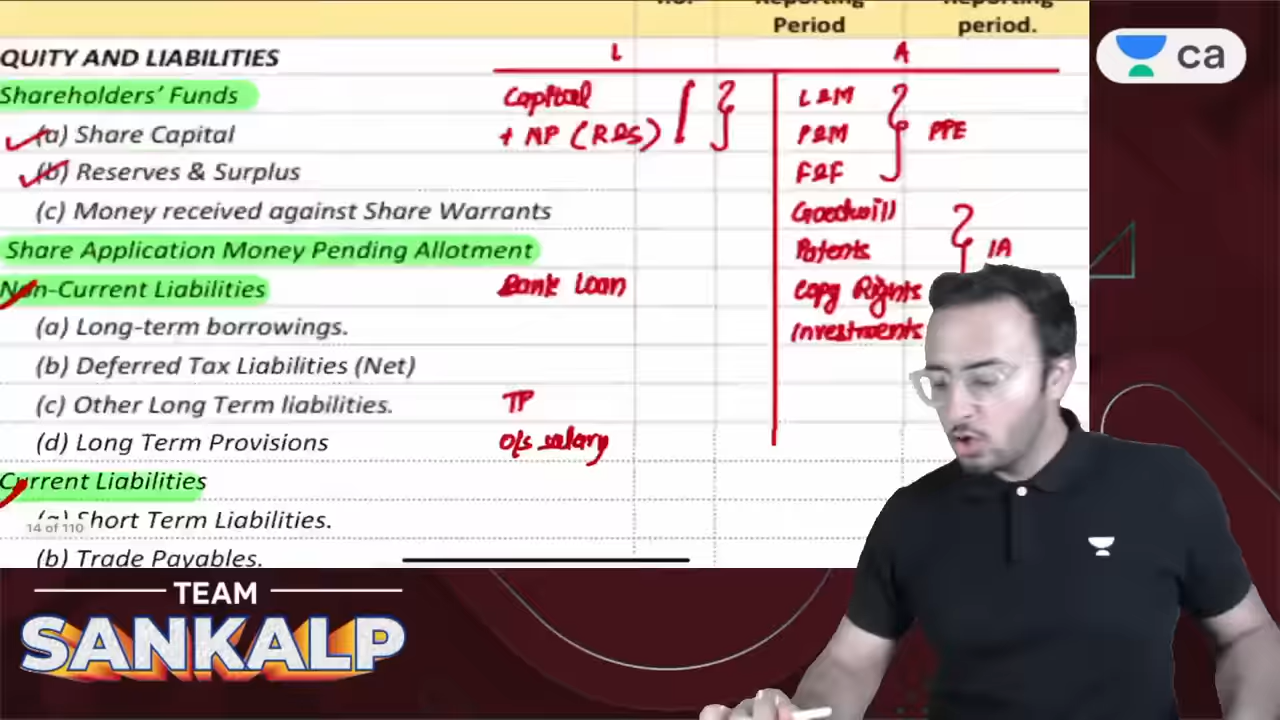 Reporting
Period
Reporting
period.
QUITY AND LIABILITIES
L
A
Shareholders' Funds
Capital
L&M
(a) Share Capital
+ NP (R&S)
P&M
PPE
(b) Reserves & Surplus
F&F
(c) Money received against Share Warrants
Goodwill
Share Application Money Pending Allotment
Patents
IA
Non-Current Liabilities
Bank Loan
Copy Rights
(a) Long-term borrowings.
Investments
(b) Deferred Tax Liabilities (Net)
(c) Other Long Term liabilities.
TP
(d) Long Term Provisions
o/s salary
Current Liabilities
(a) Short Term Liabilities.
14 of 110
(b) Trade Payables.
ca
TEAM
SANKALP